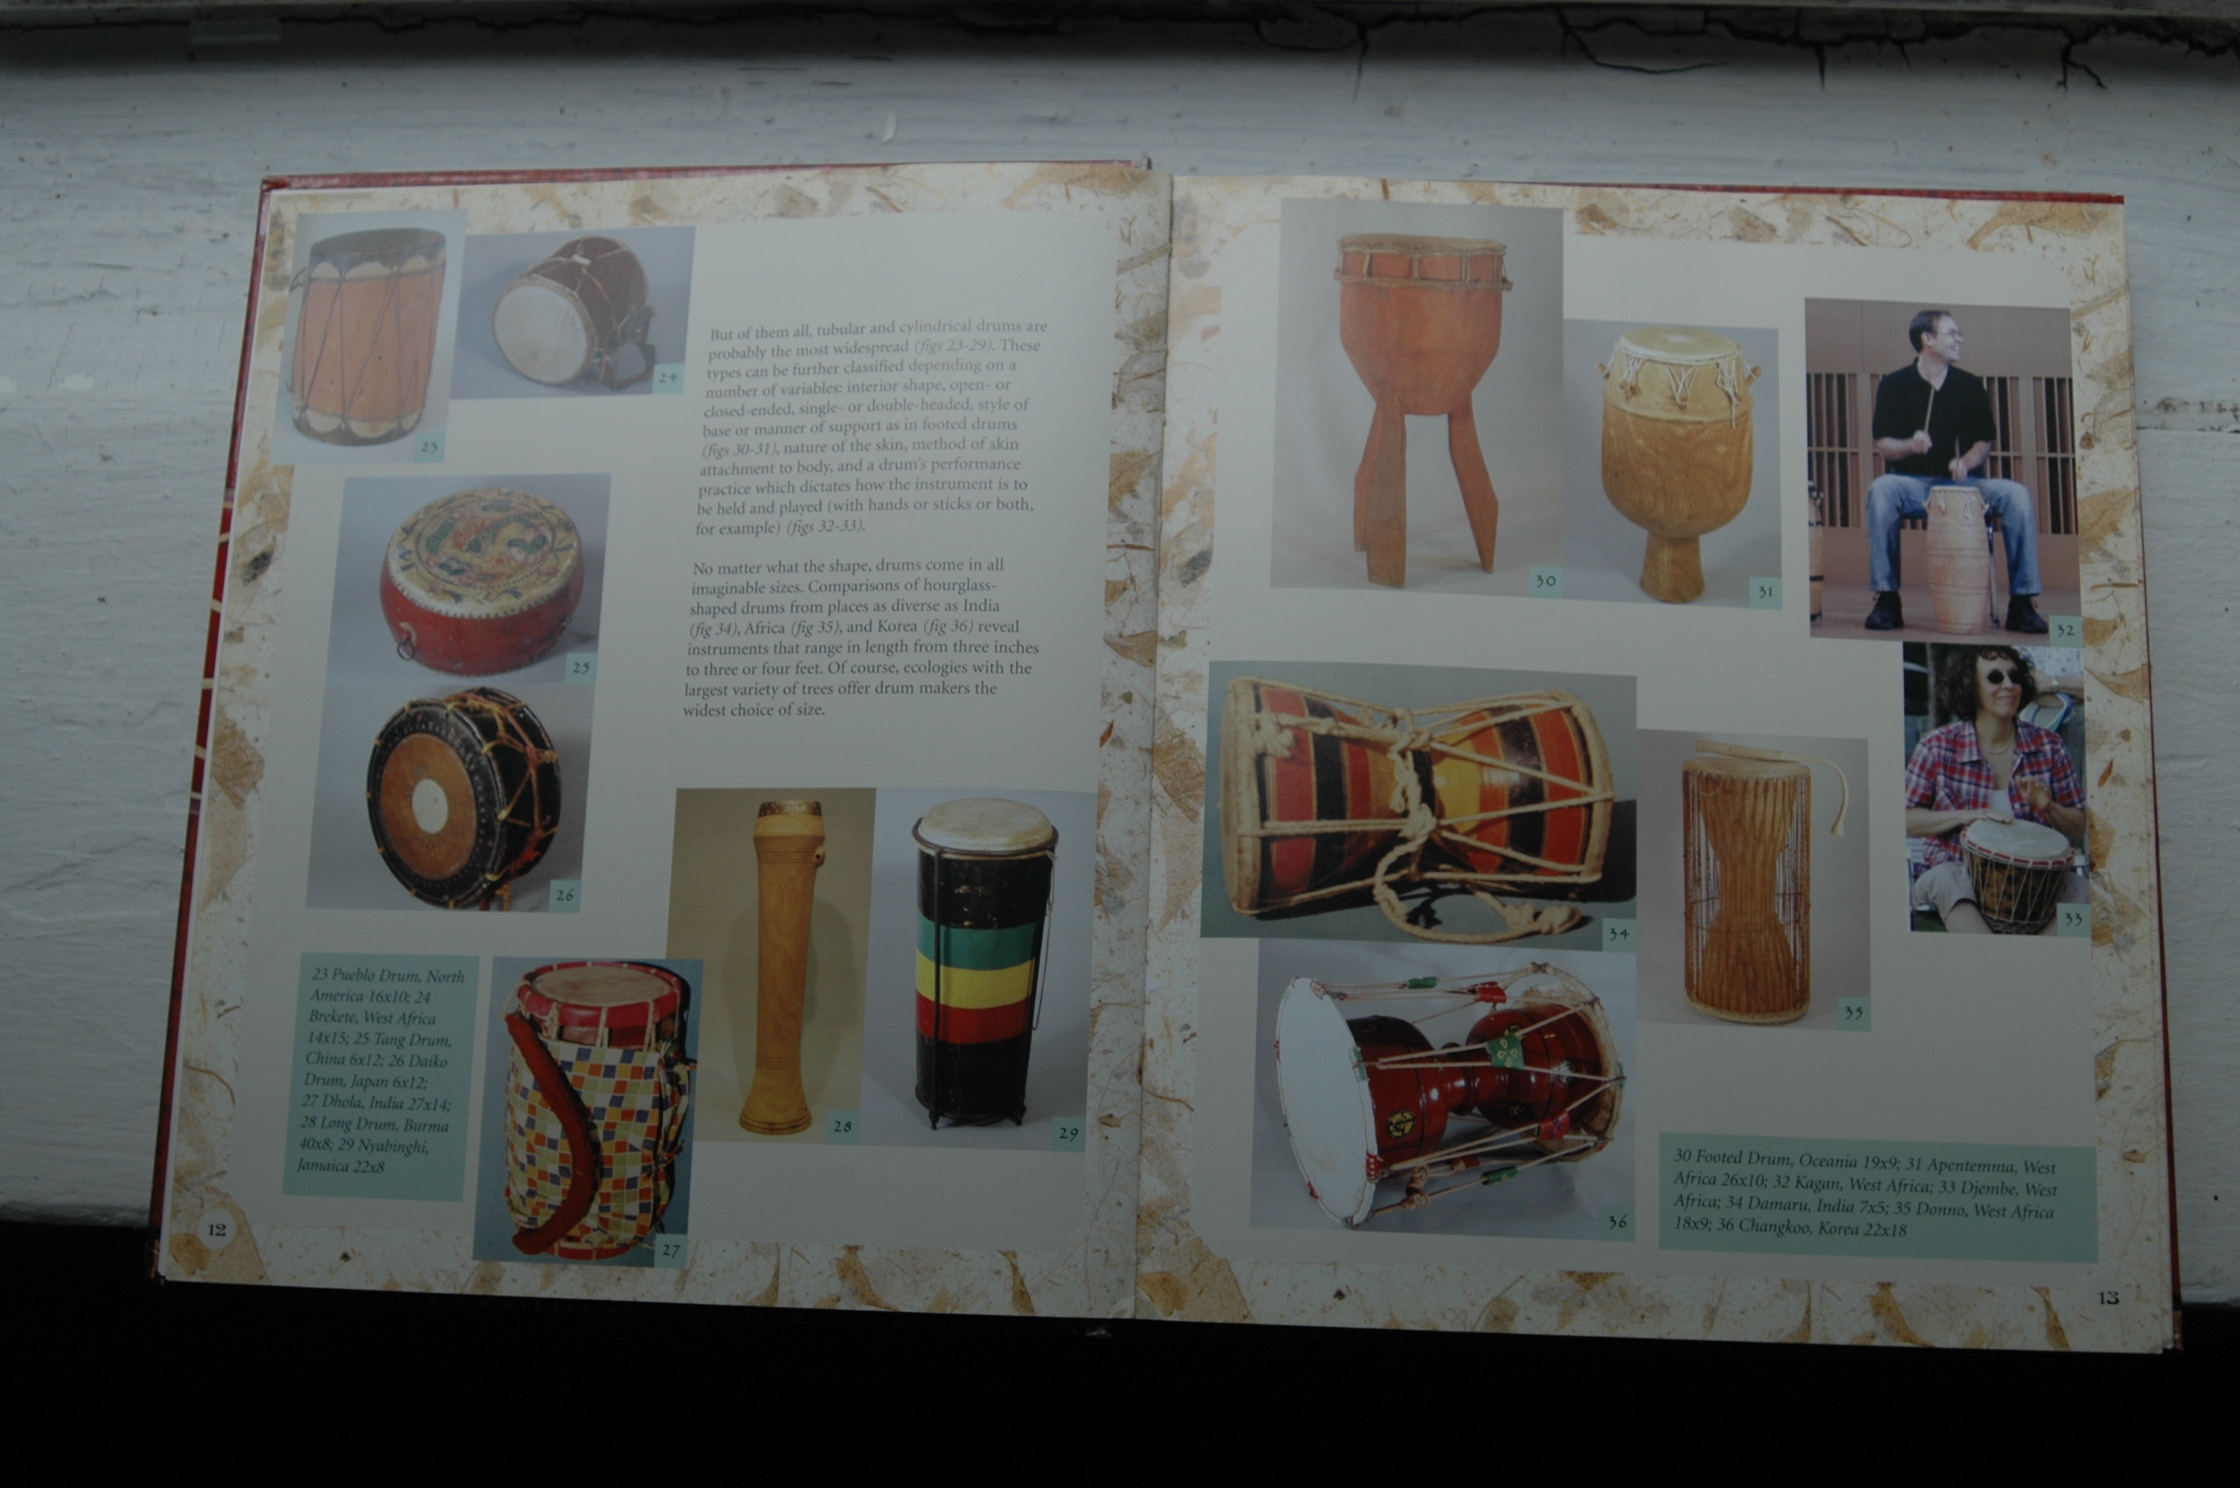 23
24
But of them all, tubular and cylindrical drums are
probably the most widespread (figs 23-29). These
types can be further classified depending on a
number of variables: interior shape, open- or
closed-ended, single- or double-headed, style of
base or manner of support as in footed drums
(figs 30-31), nature of the skin, method of skin
attachment to body, and a drum's performance
practice which dictates how the instrument is to
be held and played (with hands or sticks or both,
for example) (figs 32-33).
No matter what the shape, drums come in all
imaginable sizes. Comparisons of hourglass-
shaped drums from places as diverse as India
(fig 34), Africa (fig 35), and Korea (fig 36) reveal
instruments that range in length from three inches
to three or four feet. Of course, ecologies with the
largest variety of trees offer drum makers the
widest choice of size.
25
26
23 Pueblo Drum, North
America 16x10; 24
Brekete, West Africa
14x15; 25 Tang Drum,
China 6x12; 26 Daiko
Drum, Japan 6x12;
27 Dhola, India 27x14;
28 Long Drum, Burma
40x8; 29 Nyabinghi,
Jamaica 22x8
27
28
29
12
30
31
32
33
34
35
36
30 Footed Drum, Oceania 19x9; 31 Apentemma, West
Africa 26x10; 32 Kagan, West Africa; 33 Djembe, West
Africa; 34 Damaru, India 7x5; 35 Donno, West Africa
18x9; 36 Changkoo, Korea 22x18
13